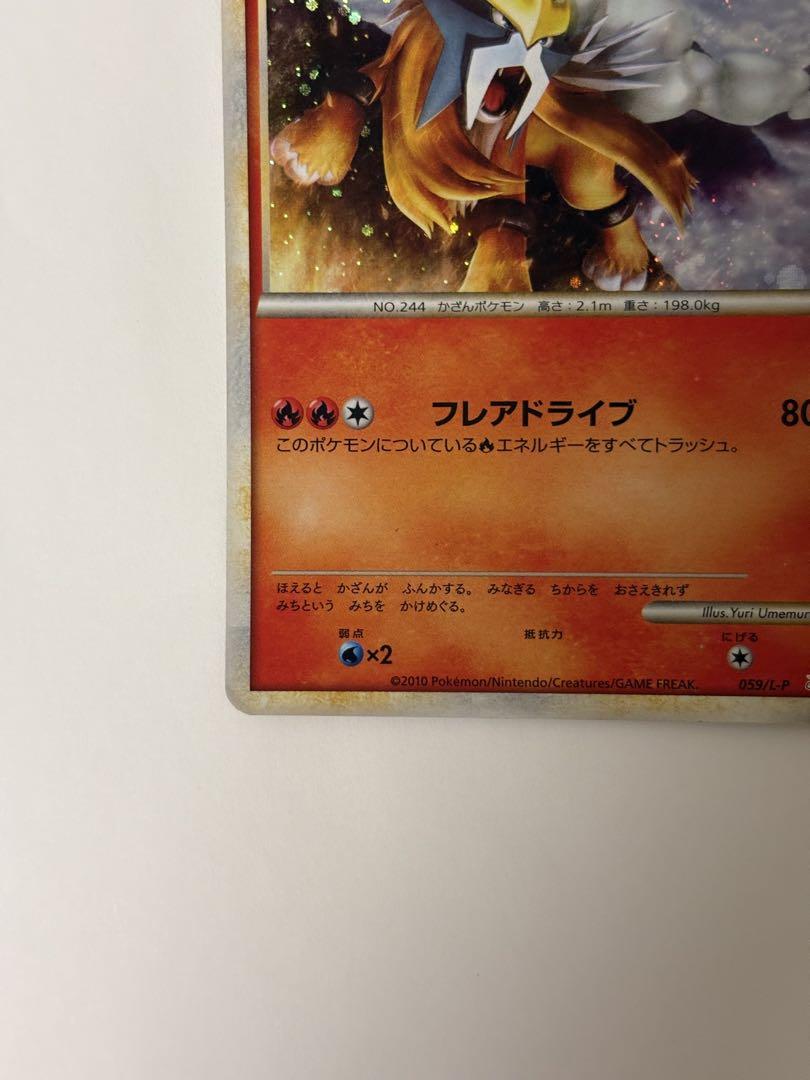 NO.244 かざんポケモン 高さ：2.1m 重さ：198.0kg
フレアドライブ 80
このポケモンについているエネルギーをすべてトラッシュ。
ほえると かざんが ふんかする。 みなぎる ちからを おさえきれず
みちという みちを かけめぐる。
Illus.Yuri Umemur
弱点 抵抗力 にげる
×2
©2010 Pokémon/Nintendo/Creatures/GAME FREAK. 059/L-P